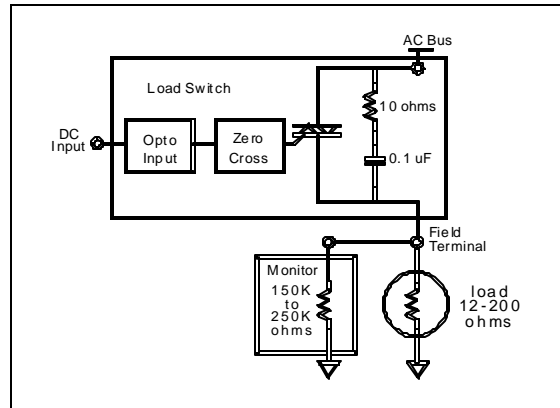 AC Bus
Load Switch
10 ohms
DC
Input
Opto
Input
Zero
Cross
0.1 uF
Field
Terminal
Monitor
150K
to
250K
ohms
load
12-200
ohms